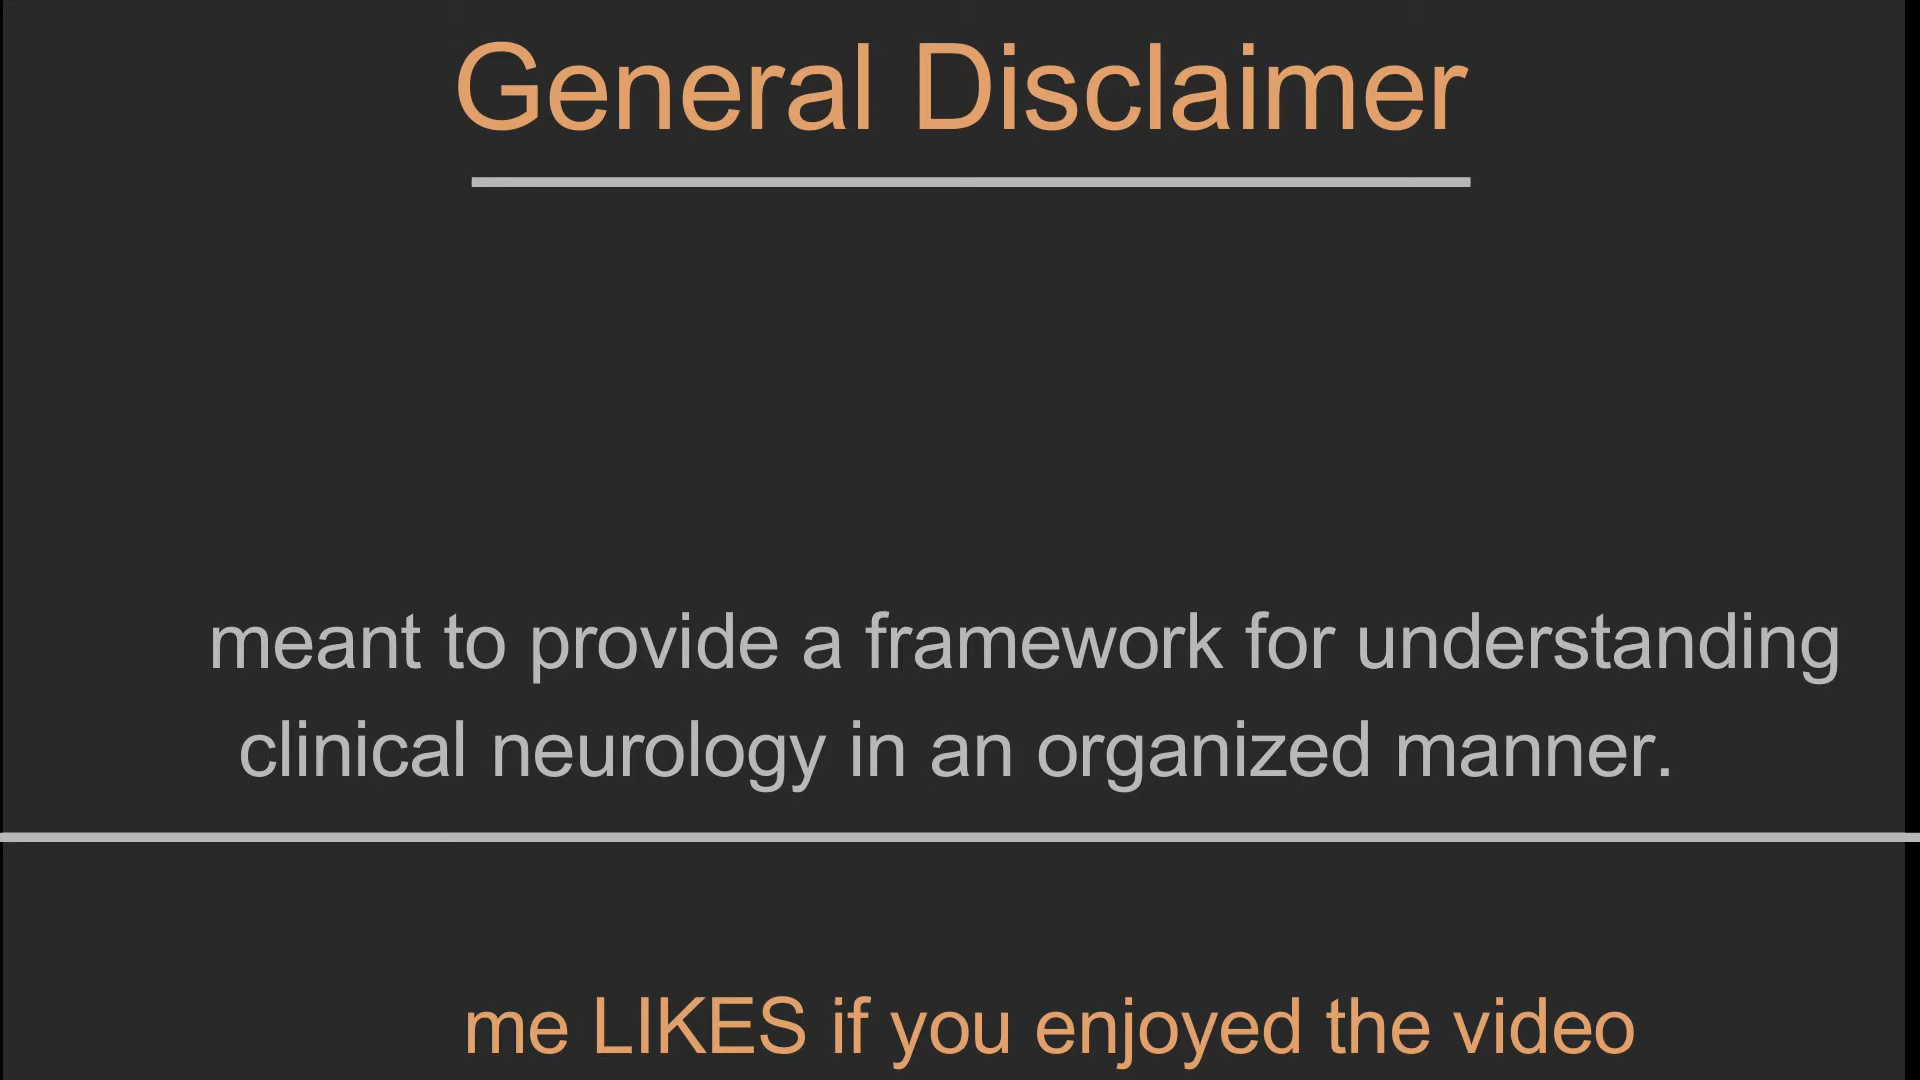 General Disclaimer
meant to provide a framework for understanding
clinical neurology in an organized manner.
me LIKES if you enjoyed the video